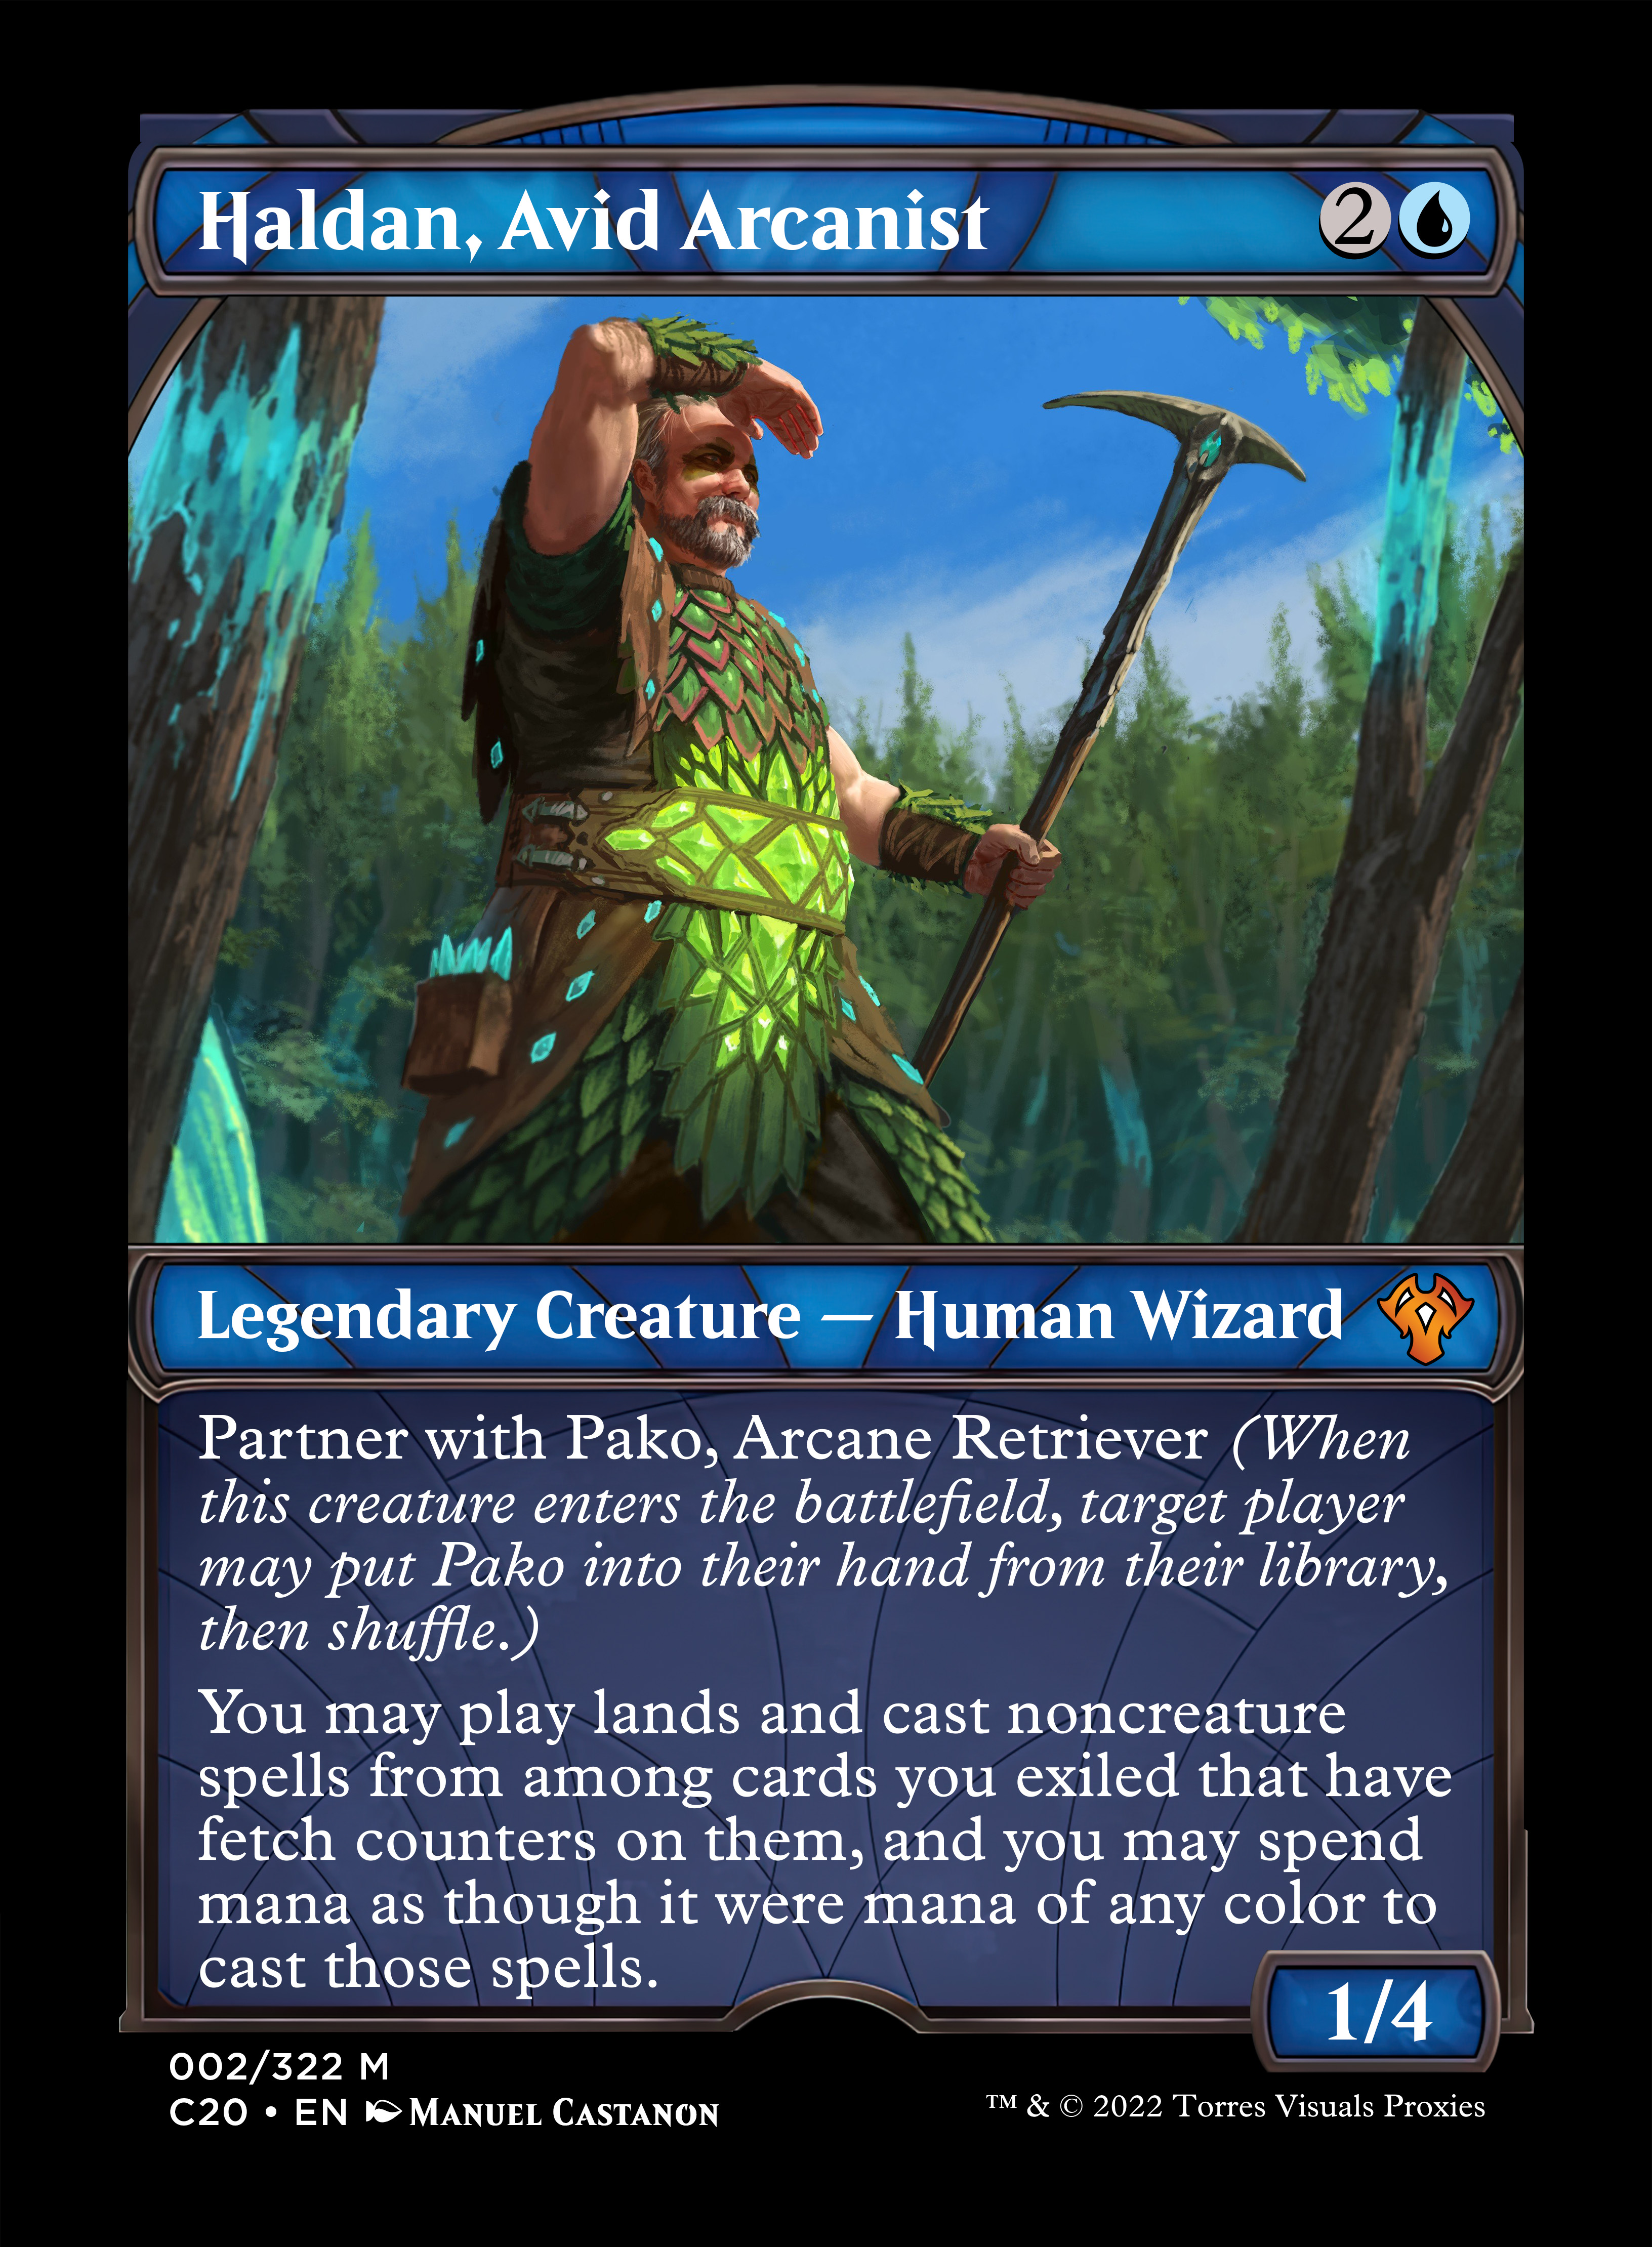 Haldan, Avid Arcanist 2
Legendary Creature — Human Wizard
Partner with Pako, Arcane Retriever (When
this creature enters the battlefield, target player
may put Pako into their hand from their library,
then shuffle.)
You may play lands and cast noncreature
spells from among cards you exiled that have
fetch counters on them, and you may spend
mana as though it were mana of any color to
cast those spells.
1/4
002/322 M
C20 • EN Manuel Castanon
™ & © 2022 Torres Visuals Proxies